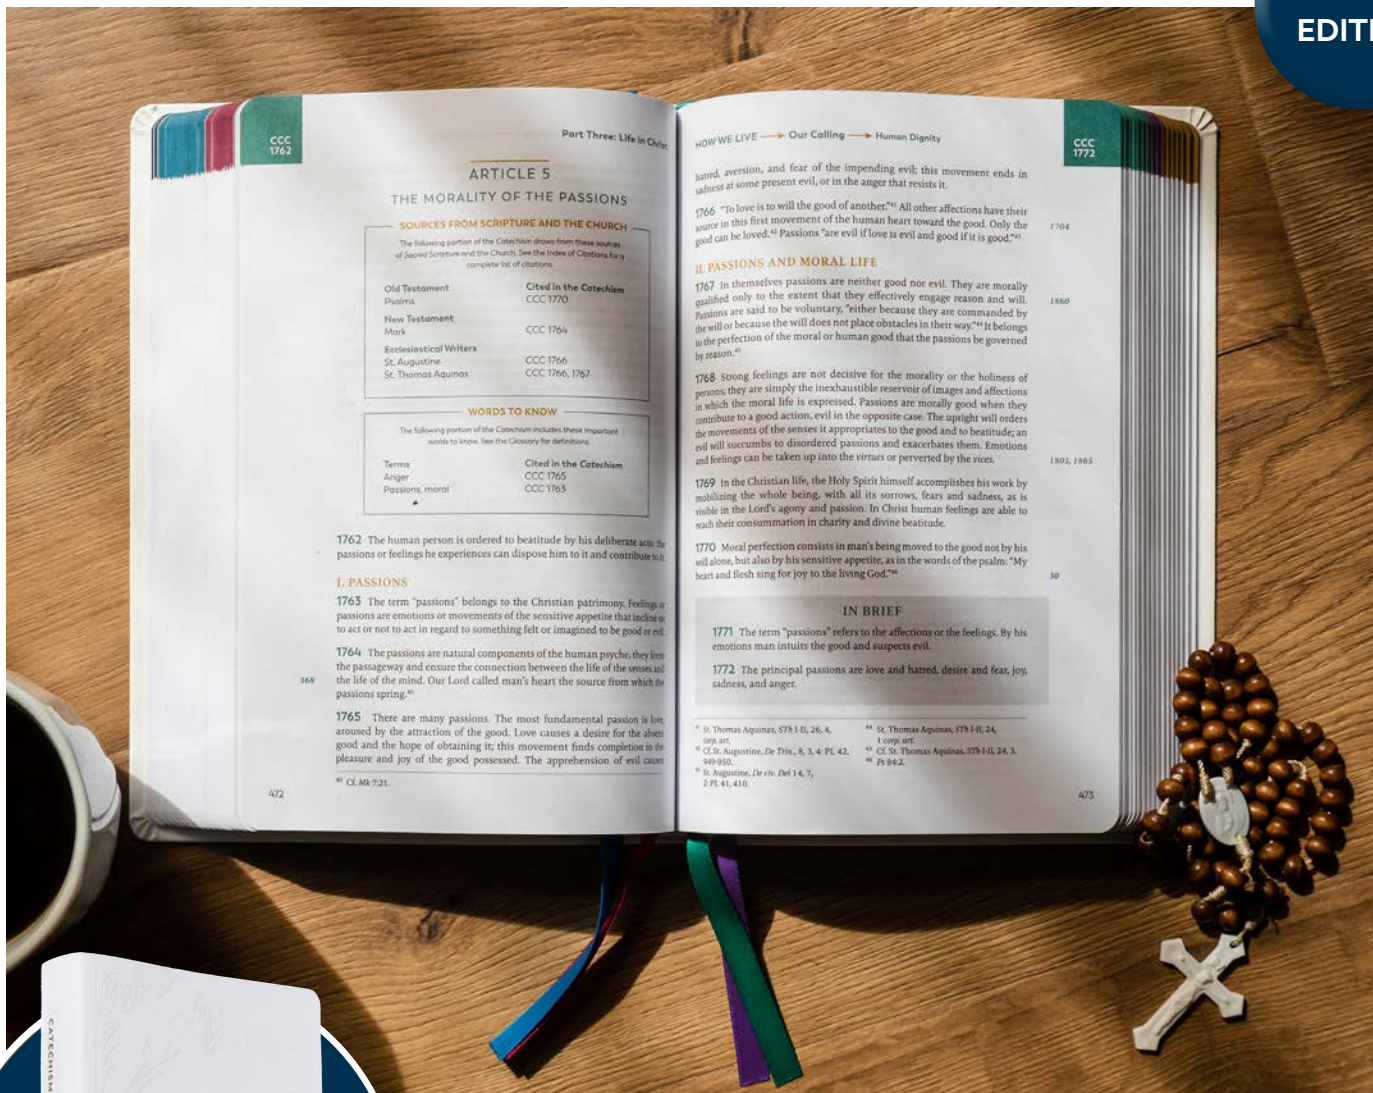 EDITI
CCC
1762
Part Three: Life in Christ
ARTICLE 5
THE MORALITY OF THE PASSIONS
SOURCES FROM SCRIPTURE AND THE CHURCH
The following portion of the Catechism draws from these sources
of Sacred Scripture and the Church. See the Index of Citations for a
complete list of citations.
Old Testament Cited in the Catechism
Psalms CCC 1770
New Testament
Mark CCC 1764
Ecclesiastical Writers
St. Augustine CCC 1766
St. Thomas Aquinas CCC 1766, 1767
WORDS TO KNOW
The following portion of the Catechism includes these important
words to know. See the Glossary for definitions.
Terms Cited in the Catechism
Anger CCC 1765
Passions, moral CCC 1763
1762 The human person is ordered to beatitude by his deliberate acts: the
passions or feelings he experiences can dispose him to it and contribute to it.
I. PASSIONS
1763 The term "passions" belongs to the Christian patrimony. Feelings or
passions are emotions or movements of the sensitive appetite that incline us
to act or not to act in regard to something felt or imagined to be good or evil.
1764 The passions are natural components of the human psyche; they form
the passageway and ensure the connection between the life of the senses and
368 the life of the mind. Our Lord called man's heart the source from which the
passions spring.⁴⁰
1765 There are many passions. The most fundamental passion is love,
aroused by the attraction of the good. Love causes a desire for the absent
good and the hope of obtaining it; this movement finds completion in the
pleasure and joy of the good possessed. The apprehension of evil causes
⁴⁰ Cf. Mk 7:21.
472
HOW WE LIVE → Our Calling → Human Dignity
CCC
1772
hatred, aversion, and fear of the impending evil; this movement ends in
sadness at some present evil, or in the anger that resists it.
1766 "To love is to will the good of another."⁴¹ All other affections have their
source in this first movement of the human heart toward the good. Only the 1704
good can be loved.⁴² Passions "are evil if love is evil and good if it is good."⁴³
II. PASSIONS AND MORAL LIFE
1767 In themselves passions are neither good nor evil. They are morally
qualified only to the extent that they effectively engage reason and will. 1860
Passions are said to be voluntary, "either because they are commanded by
the will or because the will does not place obstacles in their way."⁴⁴ It belongs
to the perfection of the moral or human good that the passions be governed
by reason.⁴⁵
1768 Strong feelings are not decisive for the morality or the holiness of
persons; they are simply the inexhaustible reservoir of images and affections
in which the moral life is expressed. Passions are morally good when they
contribute to a good action, evil in the opposite case. The upright will orders
the movements of the senses it appropriates to the good and to beatitude; an
evil will succumbs to disordered passions and exacerbates them. Emotions
and feelings can be taken up into the virtues or perverted by the vices. 1803, 1865
1769 In the Christian life, the Holy Spirit himself accomplishes his work by
mobilizing the whole being, with all its sorrows, fears and sadness, as is
visible in the Lord's agony and passion. In Christ human feelings are able to
reach their consummation in charity and divine beatitude.
1770 Moral perfection consists in man's being moved to the good not by his
will alone, but also by his sensitive appetite, as in the words of the psalm: "My
heart and flesh sing for joy to the living God."⁴⁶ 30
IN BRIEF
1771 The term "passions" refers to the affections or the feelings. By his
emotions man intuits the good and suspects evil.
1772 The principal passions are love and hatred, desire and fear, joy,
sadness, and anger.
⁴¹ St. Thomas Aquinas, STh I-II, 26, 4,
corp. art.
⁴² Cf. St. Augustine, De Trin., 8, 3, 4: PL 42,
949-950.
⁴³ St. Augustine, De civ. Dei 14, 7,
2: PL 41, 410.
⁴⁴ St. Thomas Aquinas, STh I-II, 24,
1 corp. art.
⁴⁵ Cf. St. Thomas Aquinas, STh I-II, 24, 3.
⁴⁶ Ps 84:2.
473
CATECHISM